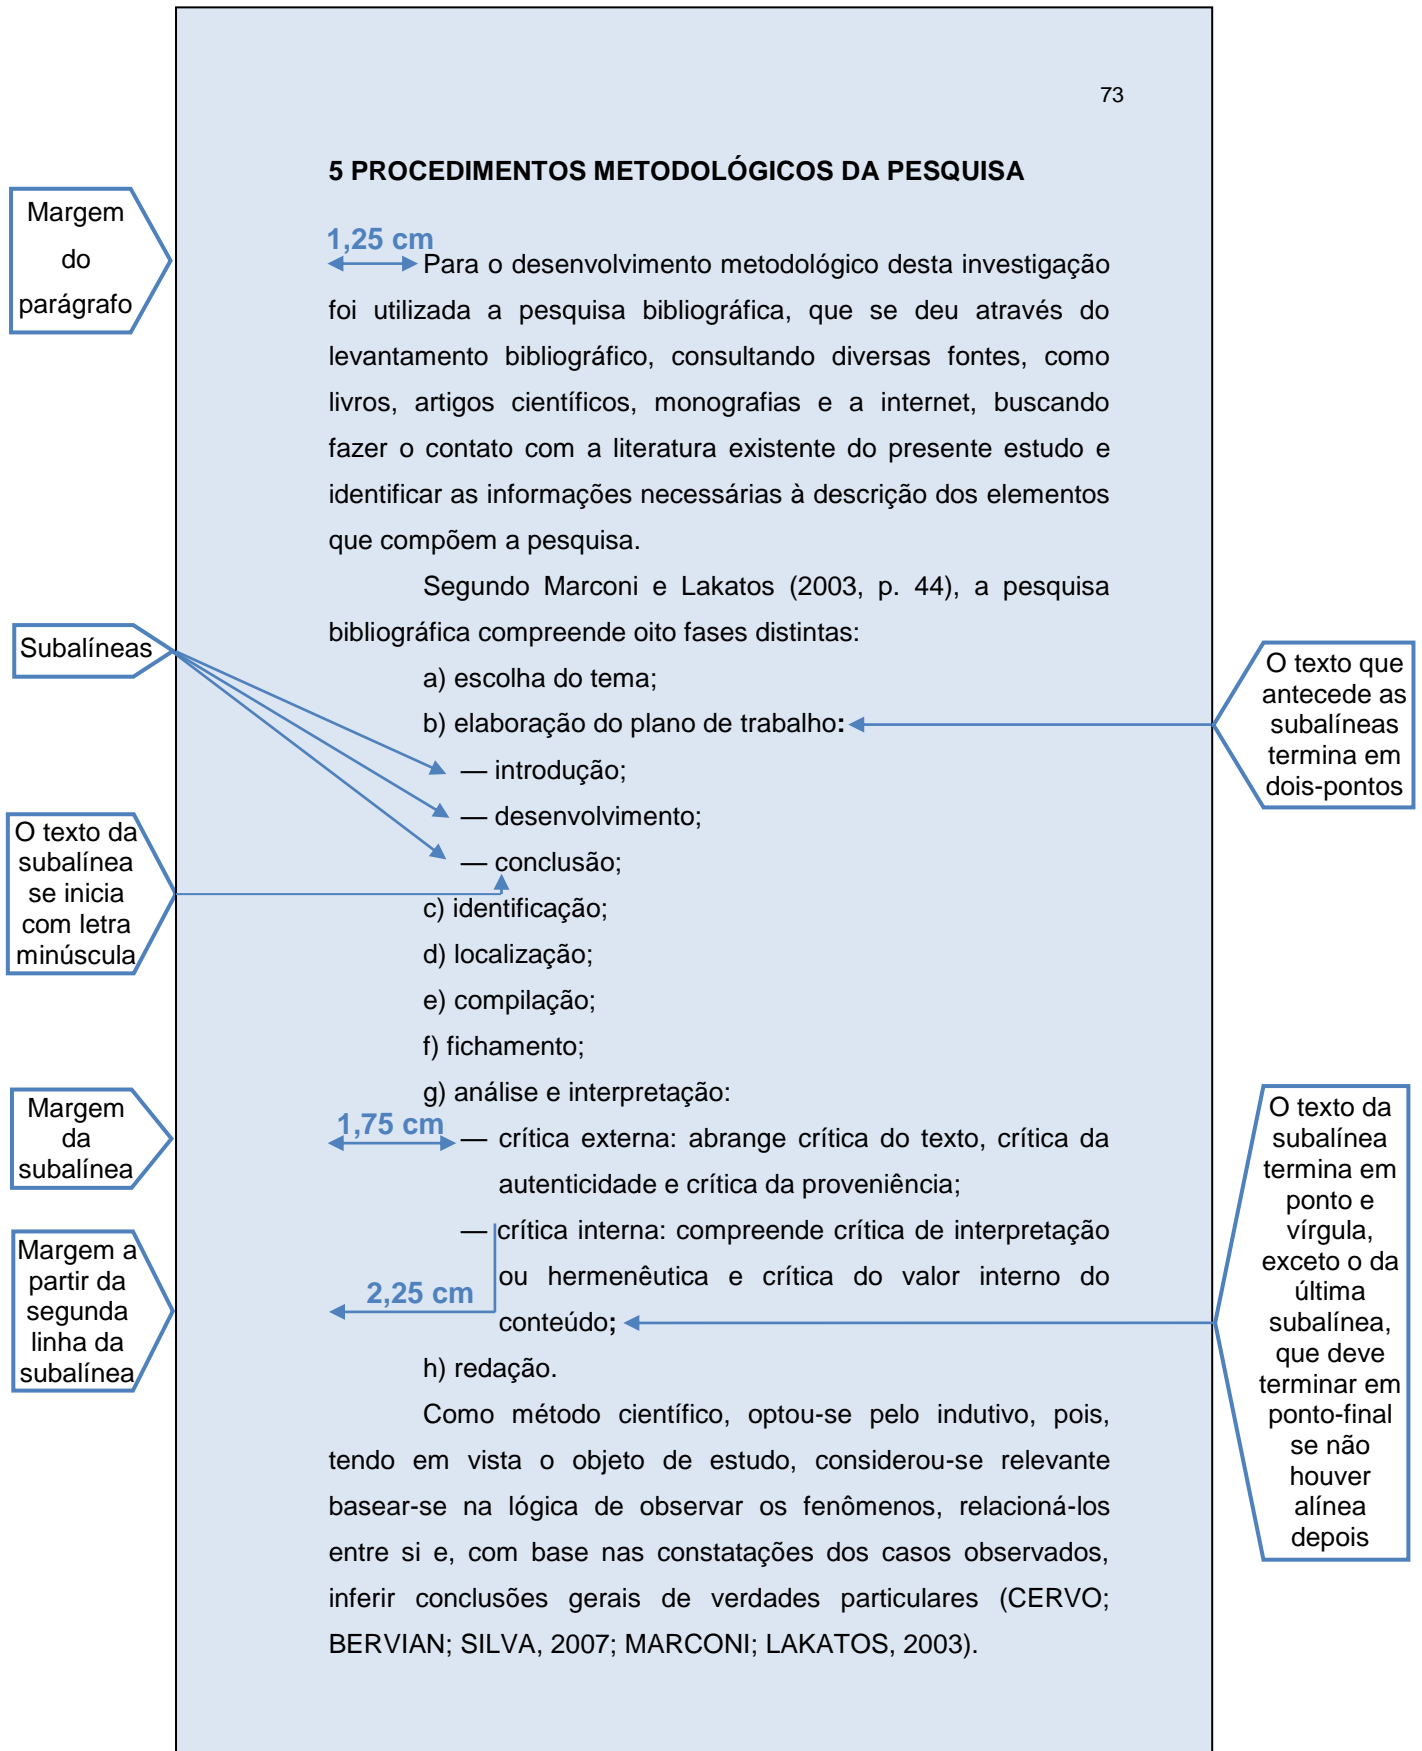 73
5 PROCEDIMENTOS METODOLÓGICOS DA PESQUISA
Margem
do
parágrafo
1,25 cm
Para o desenvolvimento metodológico desta investigação
foi utilizada a pesquisa bibliográfica, que se deu através do
levantamento bibliográfico, consultando diversas fontes, como
livros, artigos científicos, monografias e a internet, buscando
fazer o contato com a literatura existente do presente estudo e
identificar as informações necessárias à descrição dos elementos
que compõem a pesquisa.
Segundo Marconi e Lakatos (2003, p. 44), a pesquisa
bibliográfica compreende oito fases distintas:
Subalíneas
a) escolha do tema;
b) elaboração do plano de trabalho:
O texto que
antecede as
subalíneas
termina em
dois-pontos
— introdução;
— desenvolvimento;
— conclusão;
O texto da
subalínea
se inicia
com letra
minúscula
c) identificação;
d) localização;
e) compilação;
f) fichamento;
g) análise e interpretação:
Margem
da
subalínea
1,75 cm
— crítica externa: abrange crítica do texto, crítica da
autenticidade e crítica da proveniência;
— crítica interna: compreende crítica de interpretação
ou hermenêutica e crítica do valor interno do
conteúdo;
Margem a
partir da
segunda
linha da
subalínea
2,25 cm
O texto da
subalínea
termina em
ponto e
vírgula,
exceto o da
última
subalínea,
que deve
terminar em
ponto-final
se não
houver
alínea
depois
h) redação.
Como método científico, optou-se pelo indutivo, pois,
tendo em vista o objeto de estudo, considerou-se relevante
basear-se na lógica de observar os fenômenos, relacioná-los
entre si e, com base nas constatações dos casos observados,
inferir conclusões gerais de verdades particulares (CERVO;
BERVIAN; SILVA, 2007; MARCONI; LAKATOS, 2003).